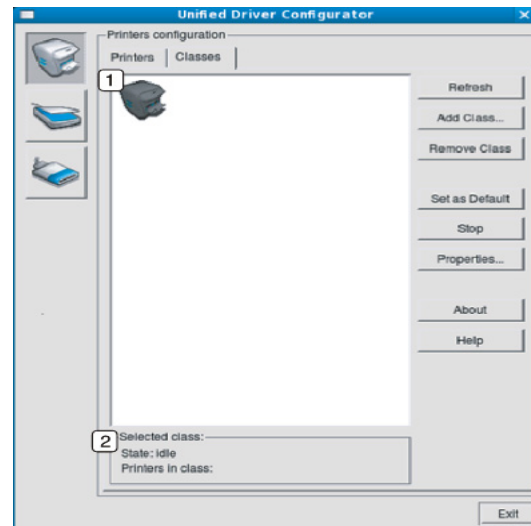 Unified Driver Configurator
Printers configuration
Printers
Classes
1
Refresh
Add Class...
Remove Class
Set as Default
Stop
Properties...
About
Help
2
Selected class:
State: idle
Printers in class:
Exit